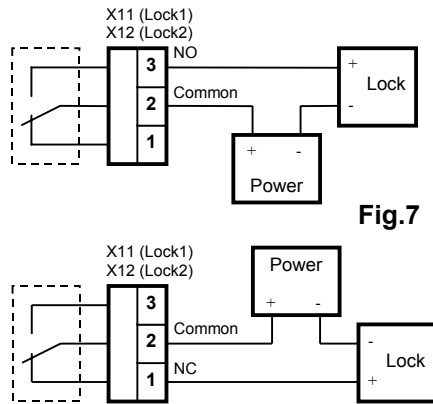 X11 (Lock1)
X12 (Lock2)
3 NO
+
Lock
2 Common
-
1
+ -
Power
Fig.7
X11 (Lock1)
X12 (Lock2)
Power
+ -
3
2 Common
-
Lock
1 NC
+